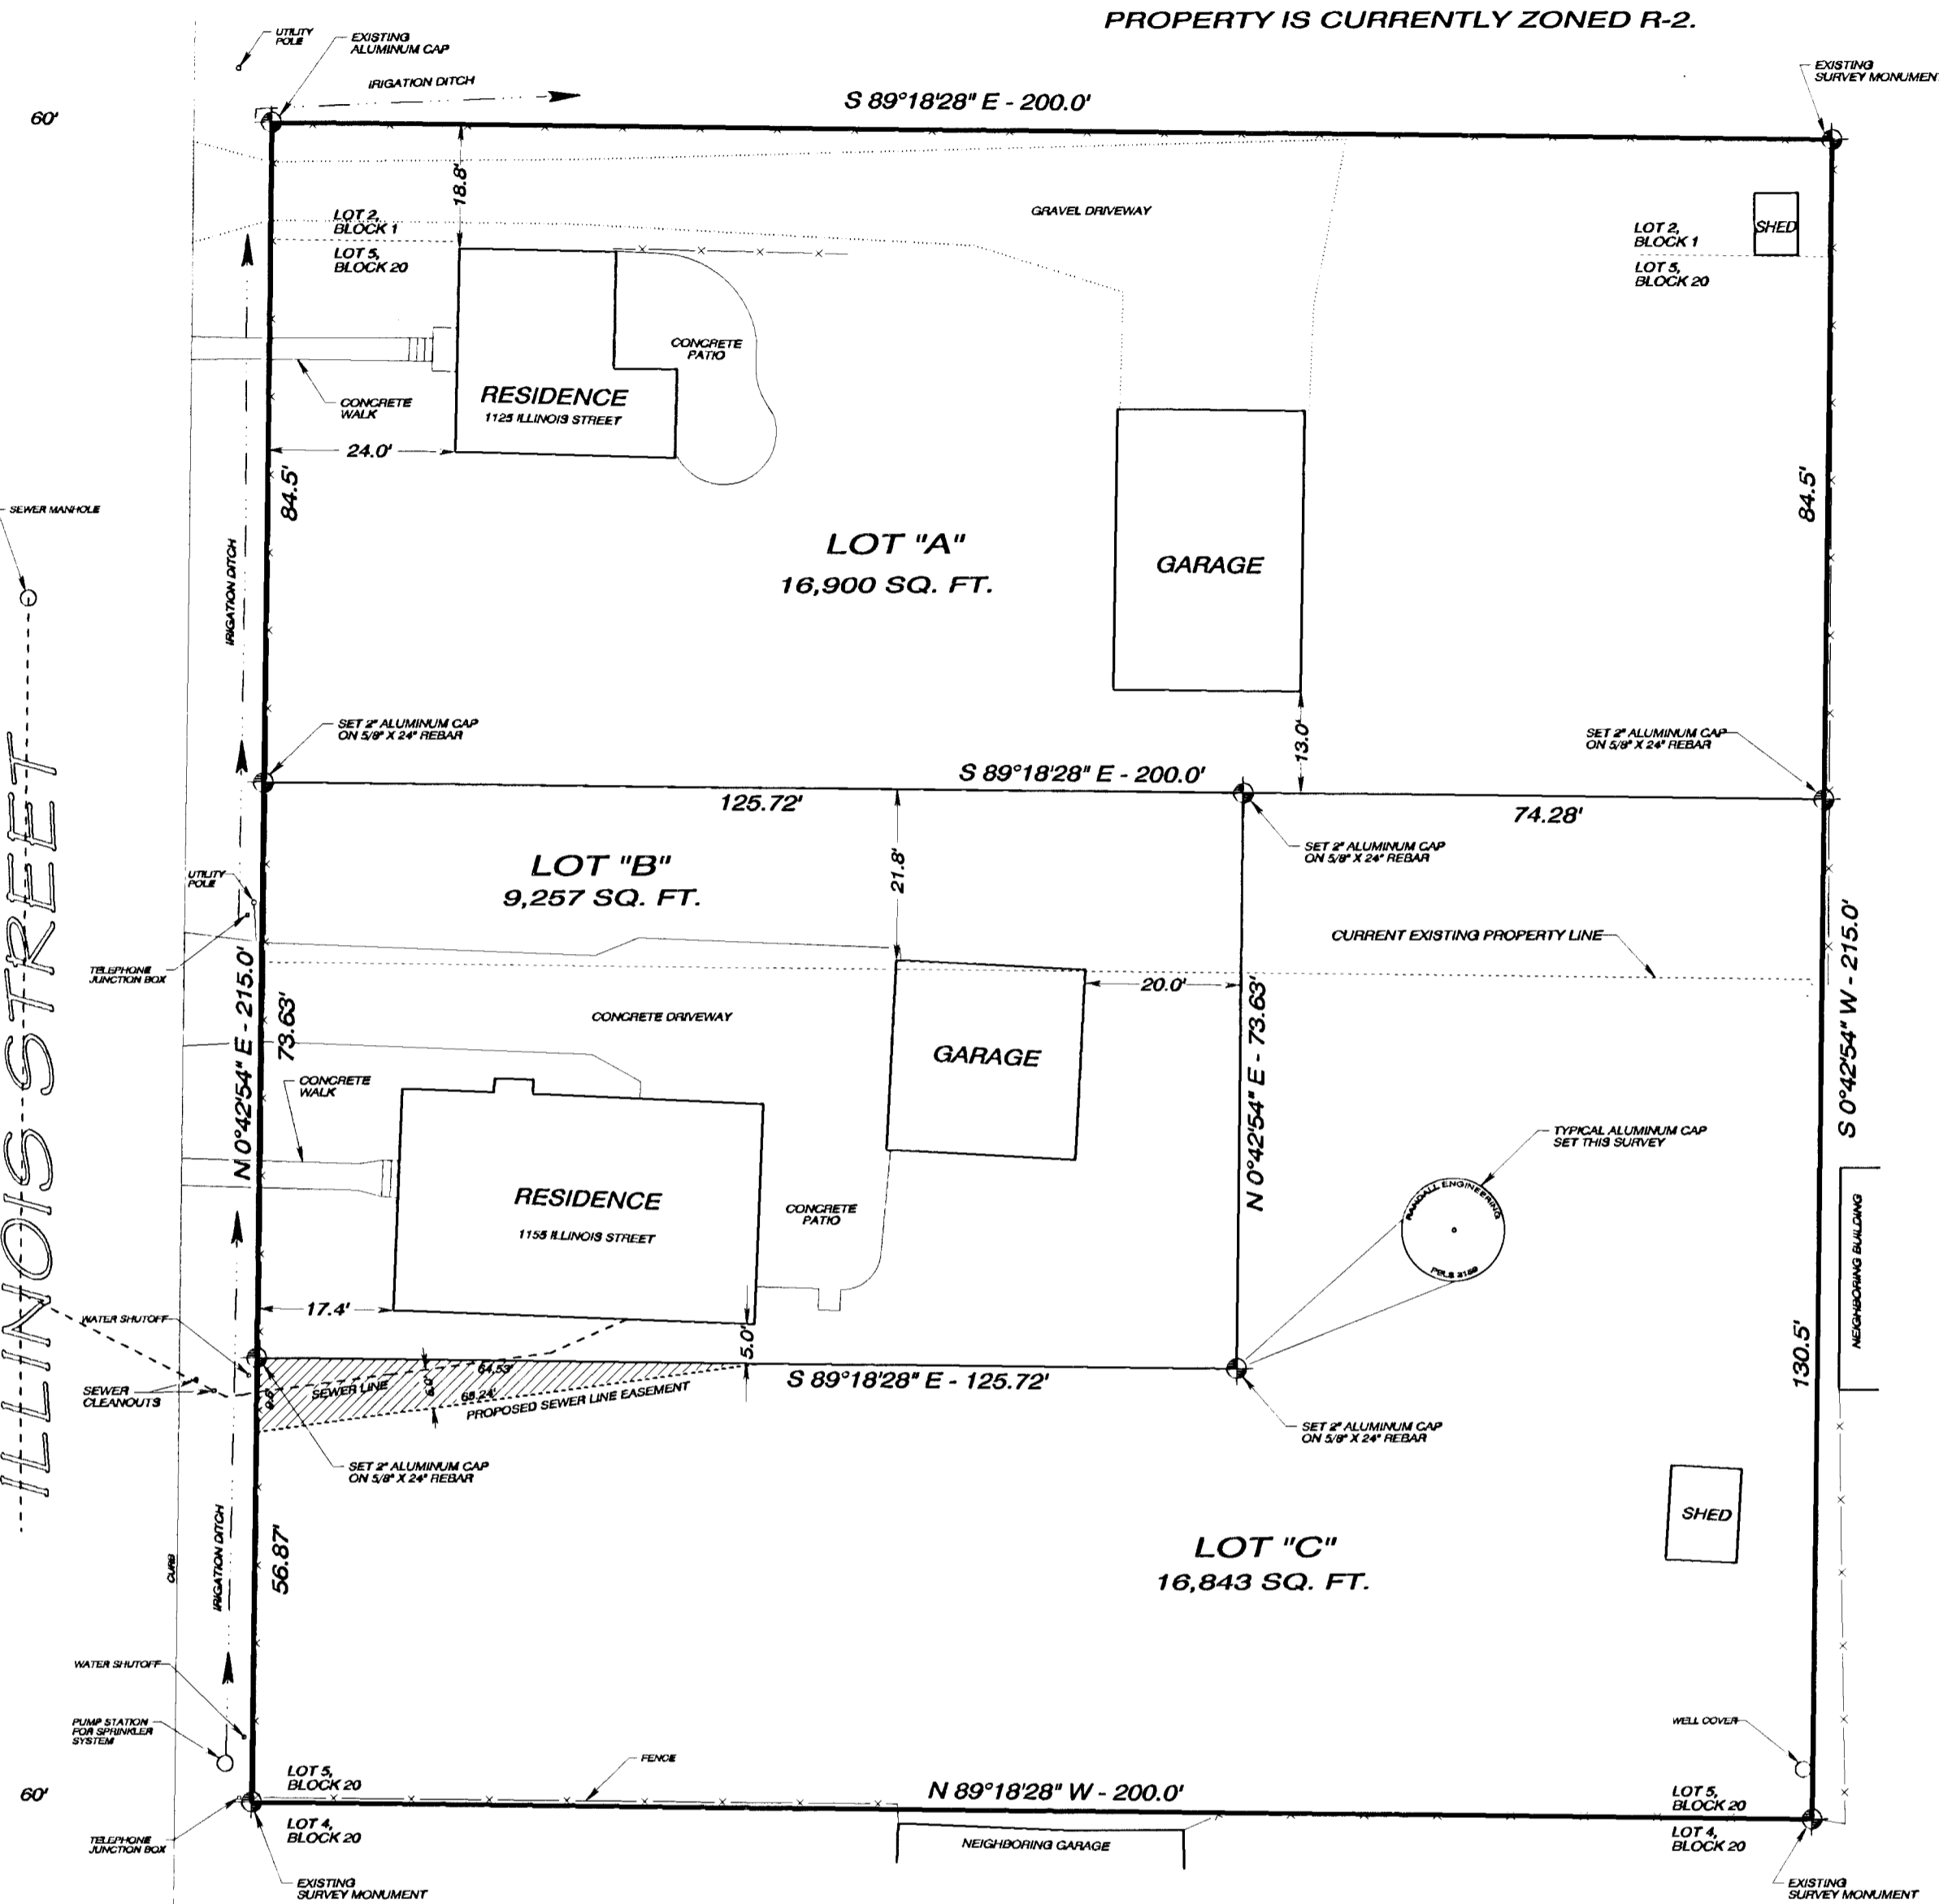 PROPERTY IS CURRENTLY ZONED R-2.
UTILITY
POLE
EXISTING
ALUMINUM CAP
IRIGATION DITCH
S 89°18'28" E - 200.0'
EXISTING
SURVEY MONUMENT
60'
18.8'
LOT 2,
BLOCK 1
LOT 5,
BLOCK 20
GRAVEL DRIVEWAY
LOT 2,
BLOCK 1
LOT 5,
BLOCK 20
SHED
CONCRETE
PATIO
RESIDENCE
1125 ILLINOIS STREET
CONCRETE
WALK
24.0'
84.5'
84.5'
SEWER MANHOLE
IRIGATION DITCH
LOT "A"
16,900 SQ. FT.
GARAGE
SET 2" ALUMINUM CAP
ON 5/8" X 24" REBAR
13.0'
SET 2" ALUMINUM CAP
ON 5/8" X 24" REBAR
S 89°18'28" E - 200.0'
125.72'
74.28'
ILLINOIS STREET
LOT "B"
9,257 SQ. FT.
21.8'
SET 2" ALUMINUM CAP
ON 5/8" X 24" REBAR
UTILITY
POLE
TELEPHONE
JUNCTION BOX
CURRENT EXISTING PROPERTY LINE
N 0°42'54" E - 215.0'
73.63'
20.0'
N 0°42'54" E - 73.63'
S 0°42'54" W - 215.0'
CONCRETE DRIVEWAY
GARAGE
CONCRETE
WALK
TYPICAL ALUMINUM CAP
SET THIS SURVEY
RANDALL ENGINEERING
RESIDENCE
1155 ILLINOIS STREET
CONCRETE
PATIO
NEIGHBORING BUILDING
17.4'
WATER SHUTOFF
5.0'
64.53'
SEWER LINE
6.0'
65.24'
PROPOSED SEWER LINE EASEMENT
S 89°18'28" E - 125.72'
130.5'
SEWER
CLEANOUTS
SET 2" ALUMINUM CAP
ON 5/8" X 24" REBAR
SET 2" ALUMINUM CAP
ON 5/8" X 24" REBAR
CURB
IRIGATION DITCH
56.87'
SHED
LOT "C"
16,843 SQ. FT.
WATER SHUTOFF
PUMP STATION
FOR SPRINKLER
SYSTEM
WELL COVER
60'
LOT 5,
BLOCK 20
FENCE
N 89°18'28" W - 200.0'
LOT 5,
BLOCK 20
LOT 4,
BLOCK 20
LOT 4,
BLOCK 20
TELEPHONE
JUNCTION BOX
NEIGHBORING GARAGE
EXISTING
SURVEY MONUMENT
EXISTING
SURVEY MONUMENT